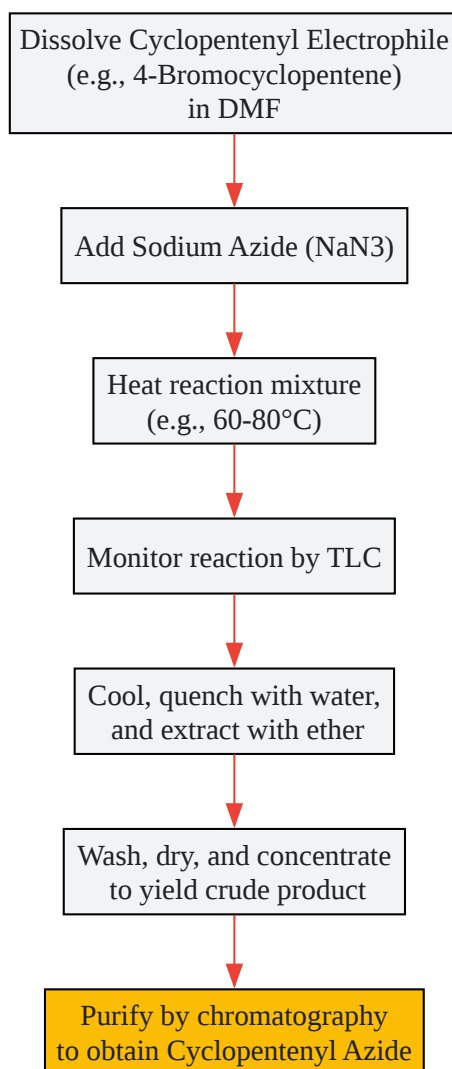 Dissolve Cyclopentenyl Electrophile
(e.g., 4-Bromocyclopentene)
in DMF
Add Sodium Azide (NaN3)
Heat reaction mixture
(e.g., 60-80°C)
Monitor reaction by TLC
Cool, quench with water,
and extract with ether
Wash, dry, and concentrate
to yield crude product
Purify by chromatography
to obtain Cyclopentenyl Azide